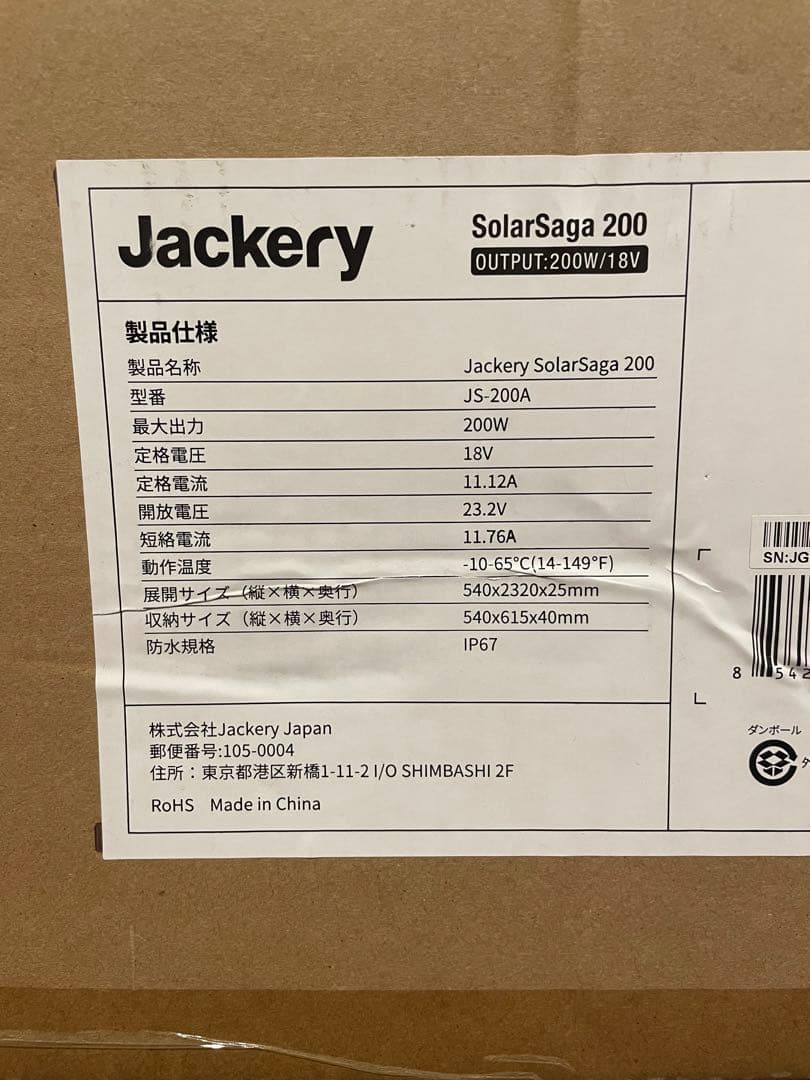 Jackery
SolarSaga 200
OUTPUT:200W/18V
製品仕様
製品名称 Jackery SolarSaga 200
型番 JS-200A
最大出力 200W
定格電圧 18V
定格電流 11.12A
開放電圧 23.2V
短絡電流 11.76A
動作温度 -10-65°C(14-149°F)
展開サイズ（縦×横×奥行） 540x2320x25mm
収納サイズ（縦×横×奥行） 540x615x40mm
防水規格 IP67
株式会社Jackery Japan
郵便番号:105-0004
住所：東京都港区新橋1-11-2 I/O SHIMBASHI 2F
RoHS Made in China
SN:JG
8 542
ダンボール